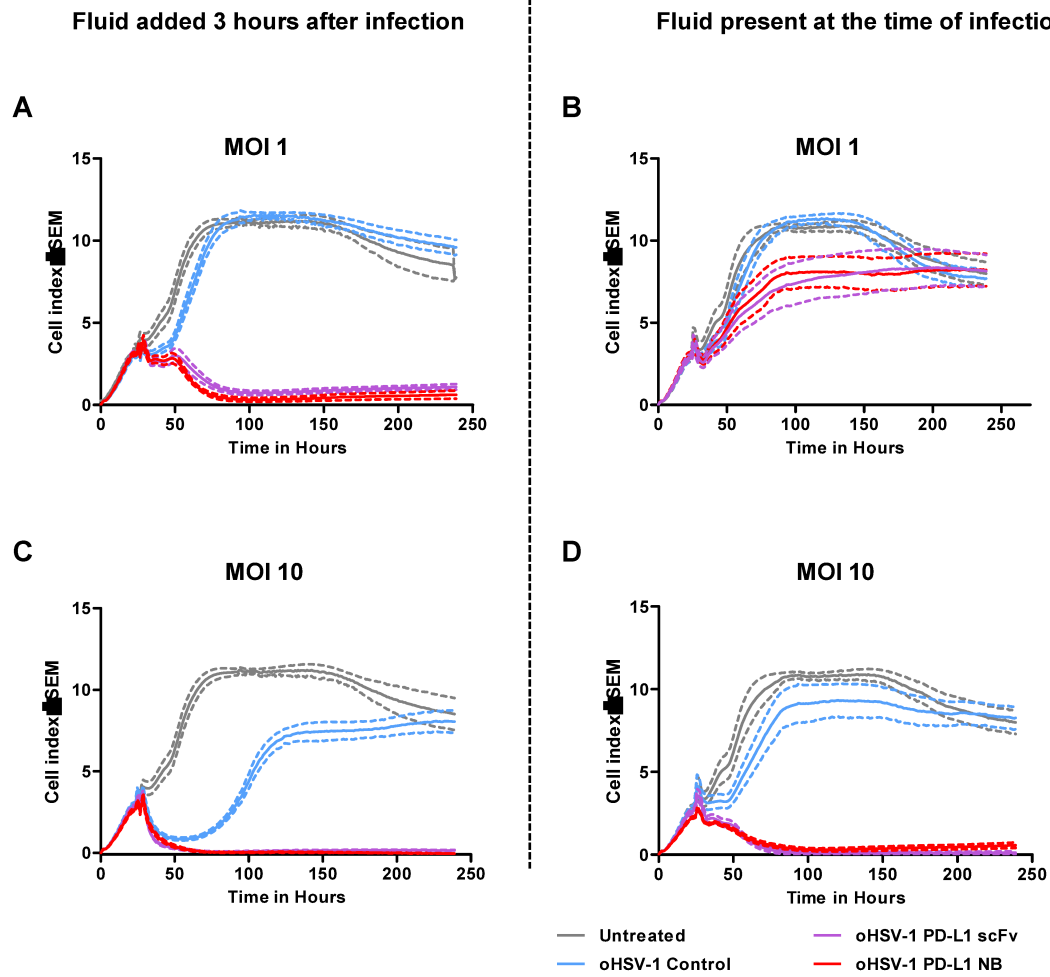 Fluid added 3 hours after infection
Fluid present at the time of infectio
A
B
MOI 1
MOI 1
15
10
5
0
Cell index SEM
0 50 100 150 200 250
Time in Hours
15
10
5
0
Cell index SEM
0 50 100 150 200 250
Time in Hours
C
D
MOI 10
MOI 10
15
10
5
0
Cell index SEM
0 50 100 150 200 250
Time in Hours
15
10
5
0
Cell index SEM
0 50 100 150 200 250
Time in Hours
Untreated
oHSV-1 PD-L1 scFv
oHSV-1 Control
oHSV-1 PD-L1 NB